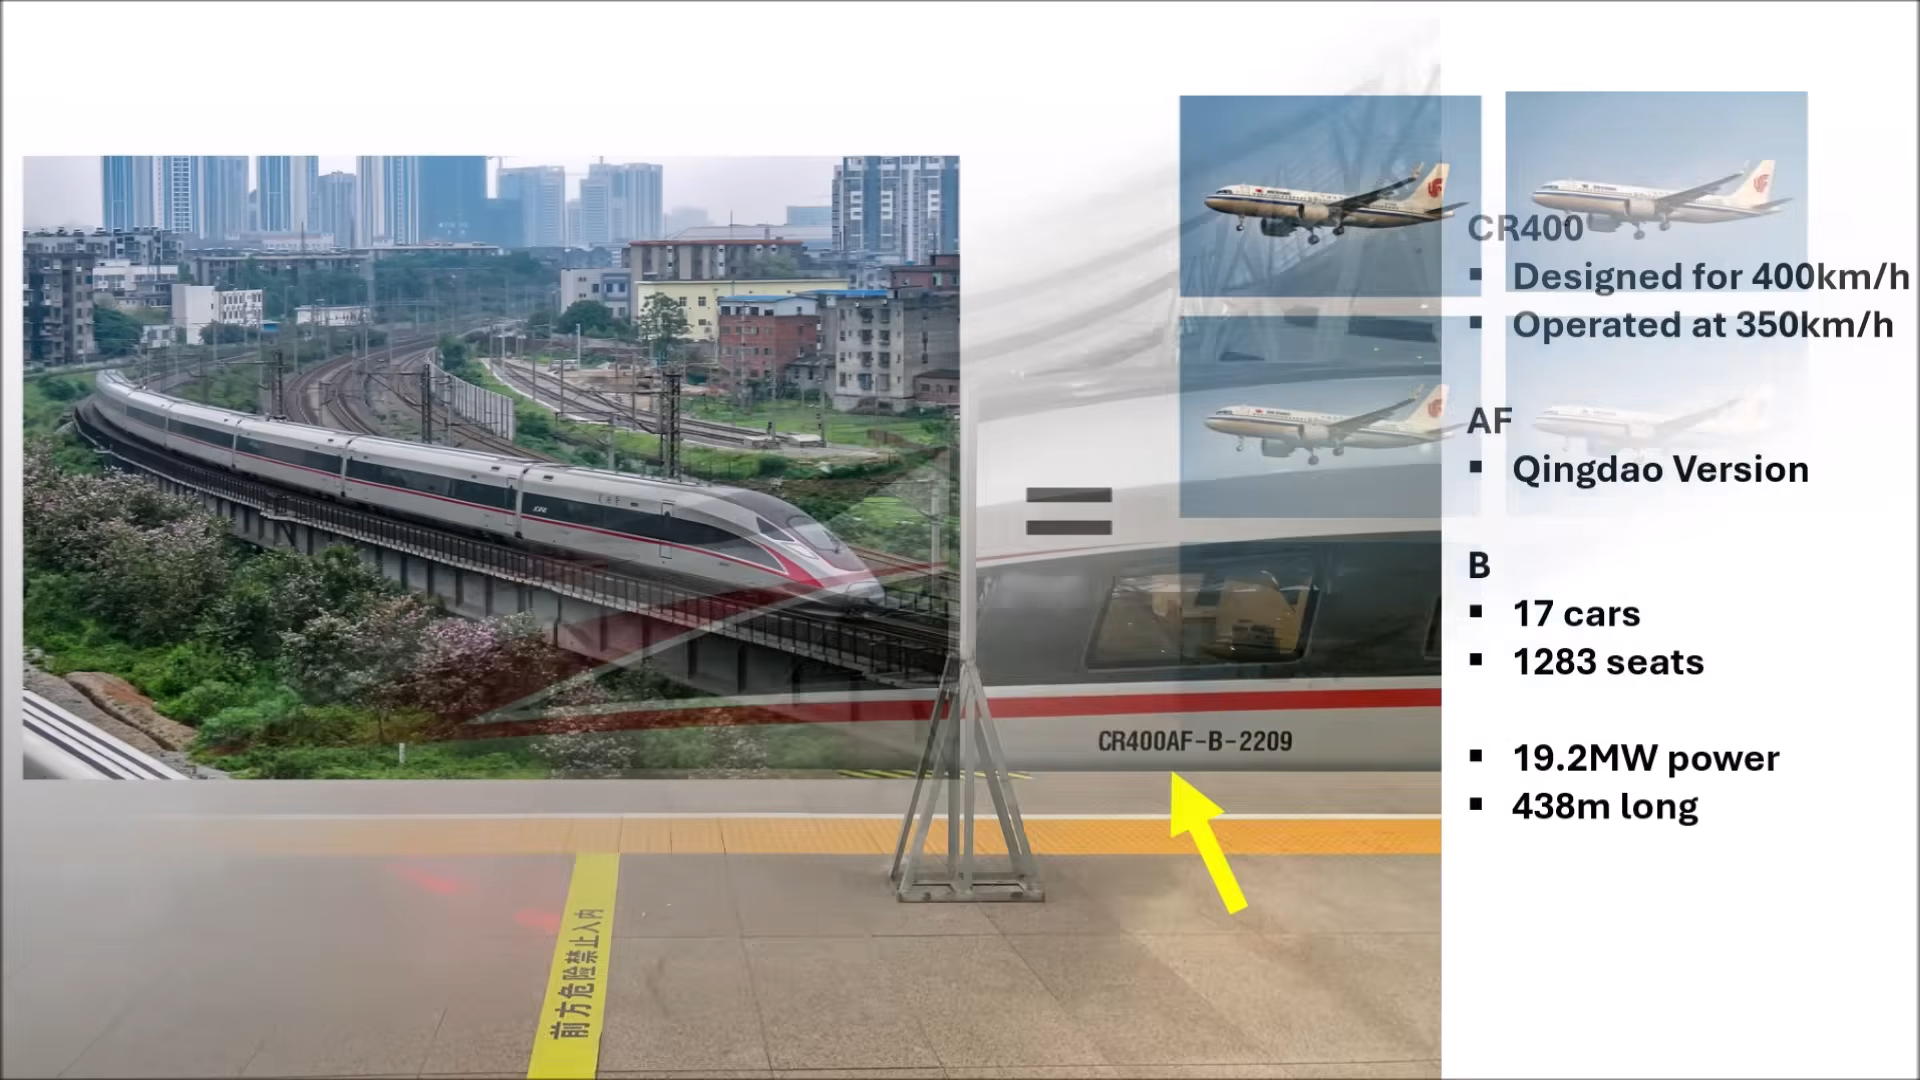 CR400
Designed for 400km/h
Operated at 350km/h
AF
Qingdao Version
B
17 cars
1283 seats
19.2MW power
438m long
CR400AF-B-2209
前方危险禁止入内